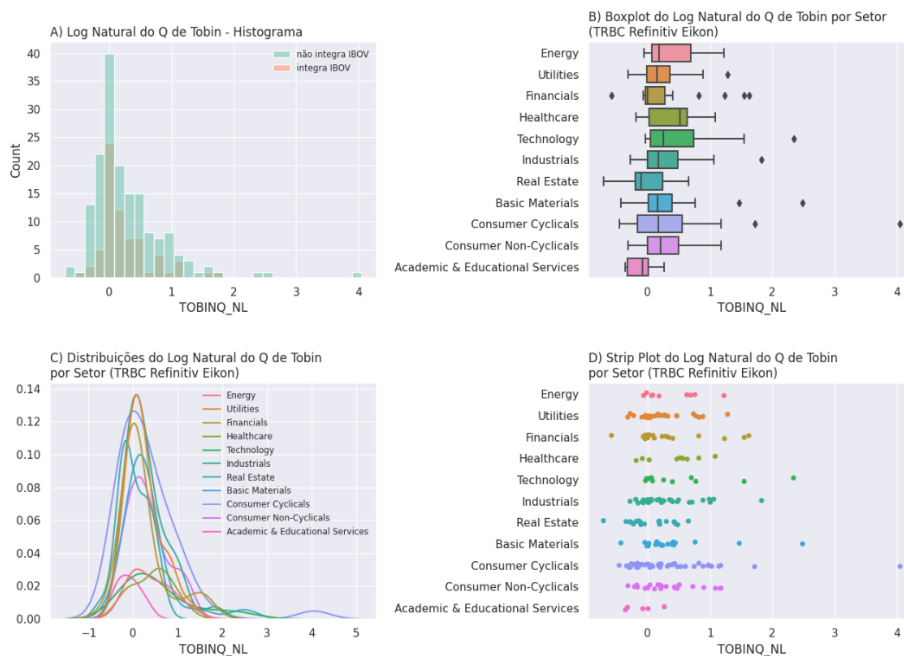 A) Log Natural do Q de Tobin - Histograma
40
35
30
25
20
15
10
5
0
Count
não integra IBOV
integra IBOV
0 1 2 3 4
TOBINQ_NL
B) Boxplot do Log Natural do Q de Tobin por Setor
(TRBC Refinitiv Eikon)
Energy
Utilities
Financials
Healthcare
Technology
Industrials
Real Estate
Basic Materials
Consumer Cyclicals
Consumer Non-Cyclicals
Academic & Educational Services
0 1 2 3 4
TOBINQ_NL
C) Distribuições do Log Natural do Q de Tobin
por Setor (TRBC Refinitiv Eikon)
0.14
0.12
0.10
0.08
0.06
0.04
0.02
0.00
Energy
Utilities
Financials
Healthcare
Technology
Industrials
Real Estate
Basic Materials
Consumer Cyclicals
Consumer Non-Cyclicals
Academic & Educational Services
−1 0 1 2 3 4 5
TOBINQ_NL
D) Strip Plot do Log Natural do Q de Tobin
por Setor (TRBC Refinitiv Eikon)
Energy
Utilities
Financials
Healthcare
Technology
Industrials
Real Estate
Basic Materials
Consumer Cyclicals
Consumer Non-Cyclicals
Academic & Educational Services
0 1 2 3 4
TOBINQ_NL